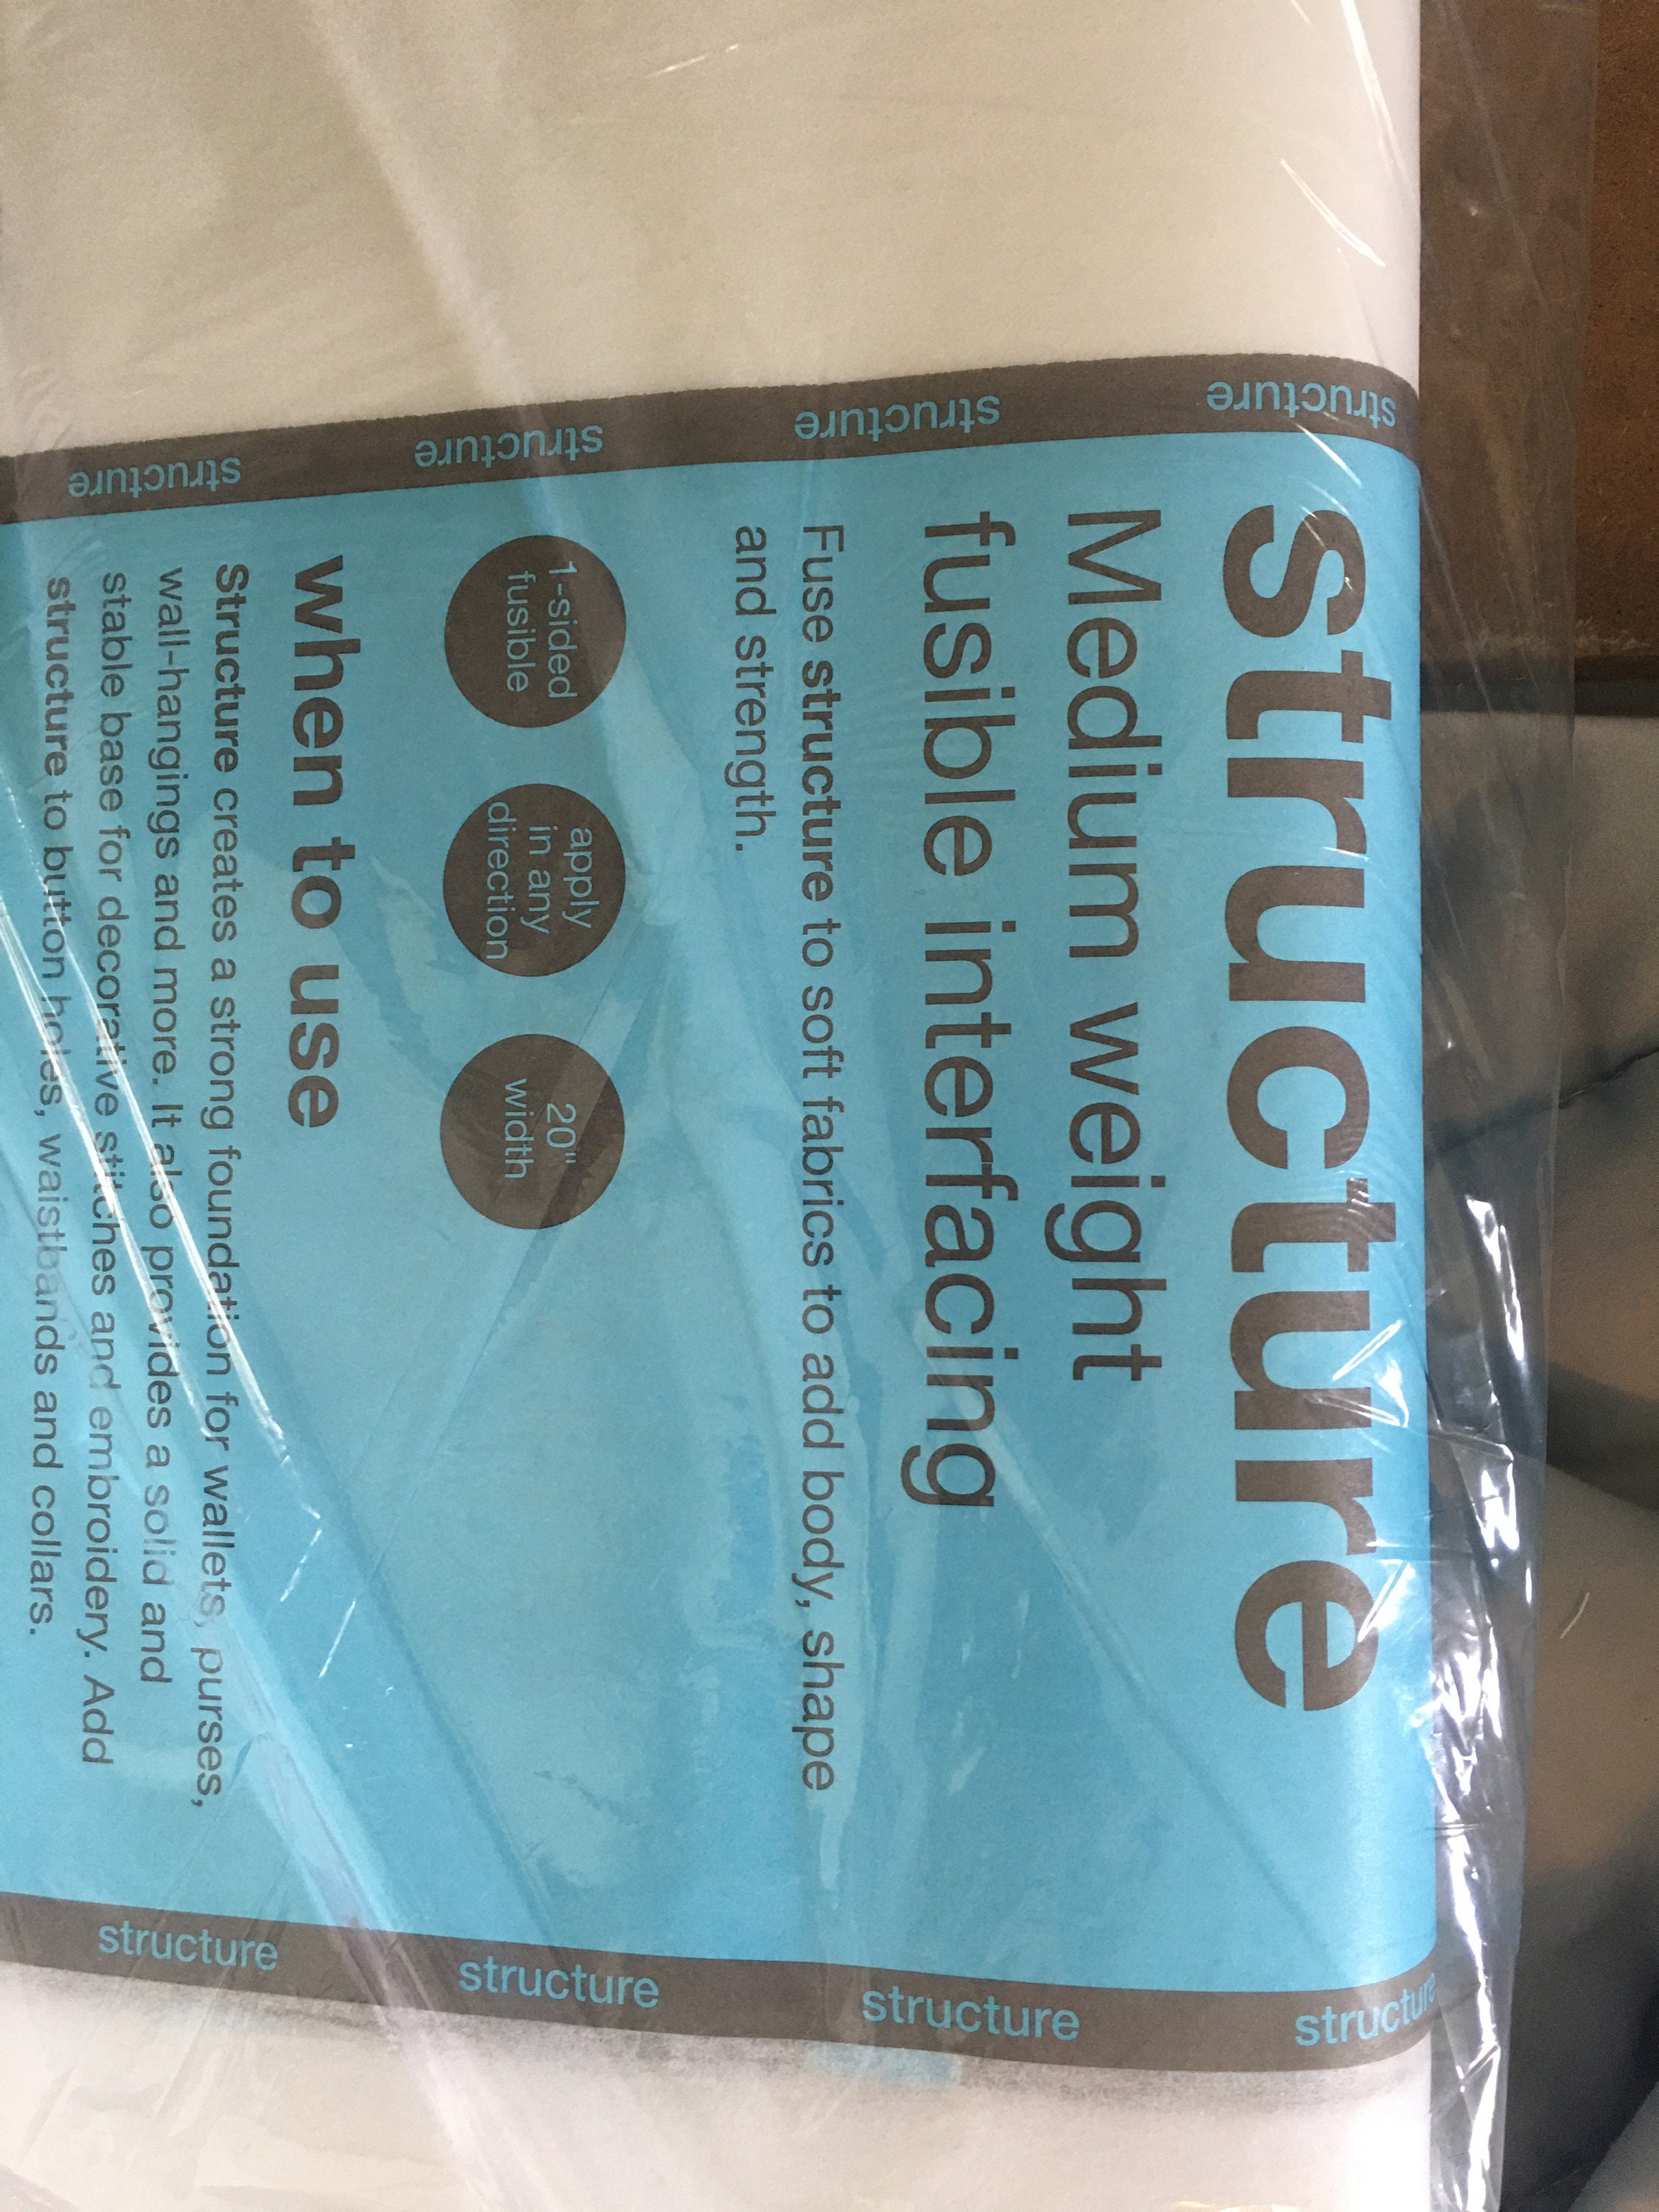 structure
Medium weight
fusible interfacing
Fuse structure to soft fabrics to add body, shape
and strength.
1-sided
fusible
apply
in any
direction
20"
width
when to use
Structure creates a strong foundation for wallets, purses,
wall-hangings and more. It also provides a solid and
stable base for decorative stitches and embroidery. Add
structure to button holes, waistbands and collars.
structure
structure
structure
structure
structure
structure
structure
structure